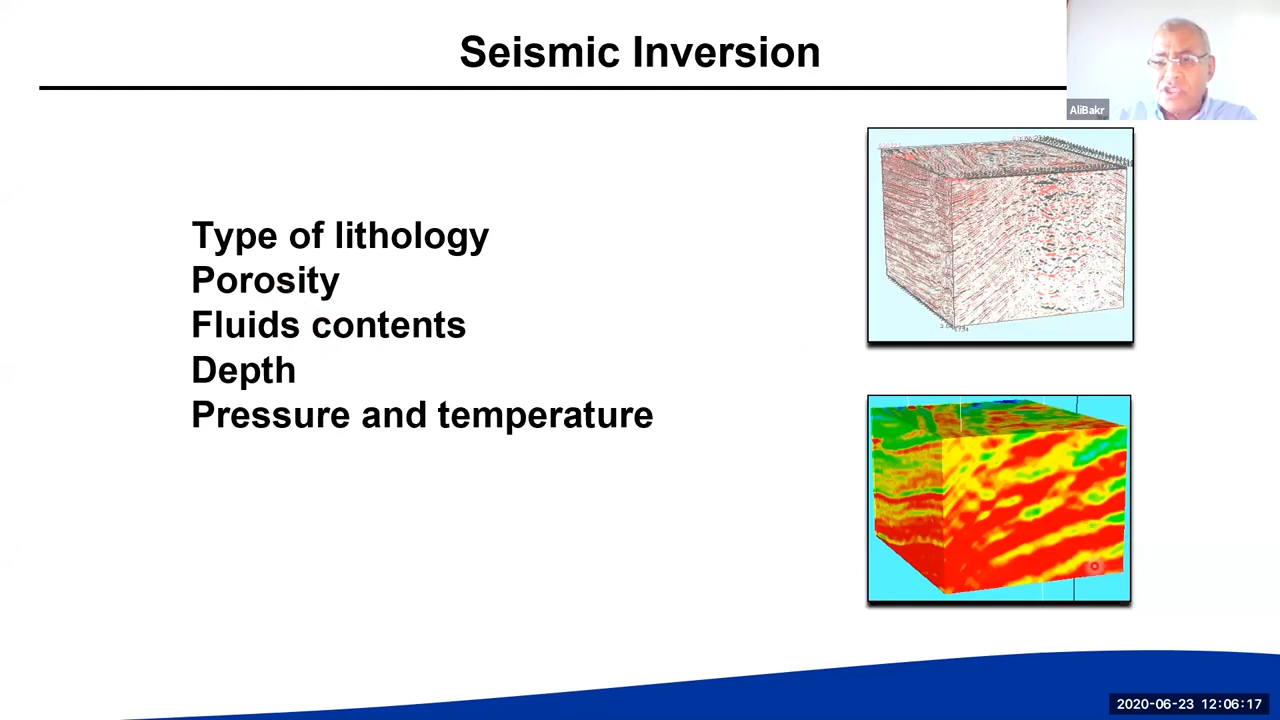 Seismic Inversion
AliBakr
Type of lithology
Porosity
Fluids contents
Depth
Pressure and temperature
2020-06-23 12:06:17